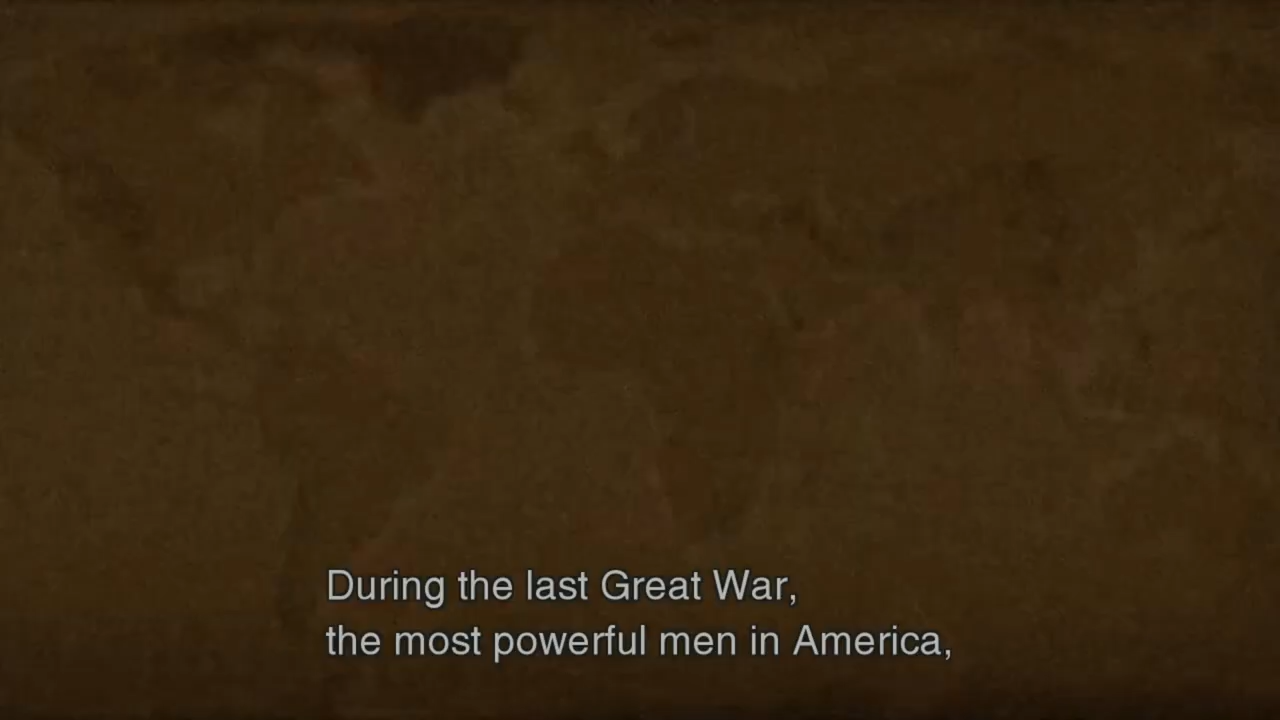 During the last Great War,
the most powerful men in America,